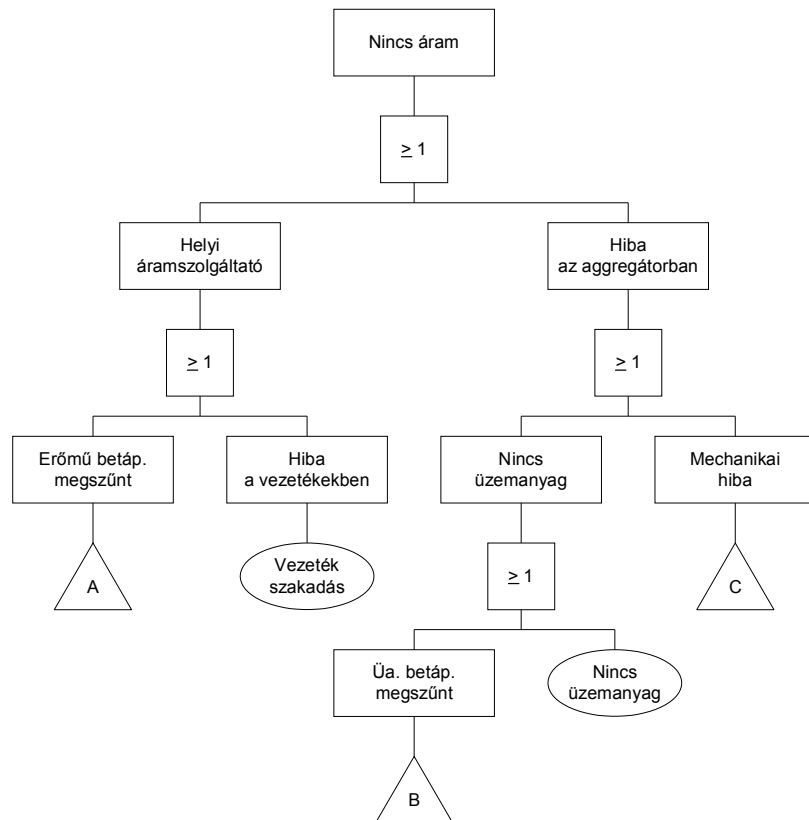 Nincs áram
≥ 1
Helyi
áramszolgáltató
Hiba
az aggregátorban
≥ 1
≥ 1
Erőmű betáp.
megszűnt
Hiba
a vezetékekben
Nincs
üzemanyag
Mechanikai
hiba
A
Vezeték
szakadás
≥ 1
C
Üa. betáp.
megszűnt
Nincs
üzemanyag
B